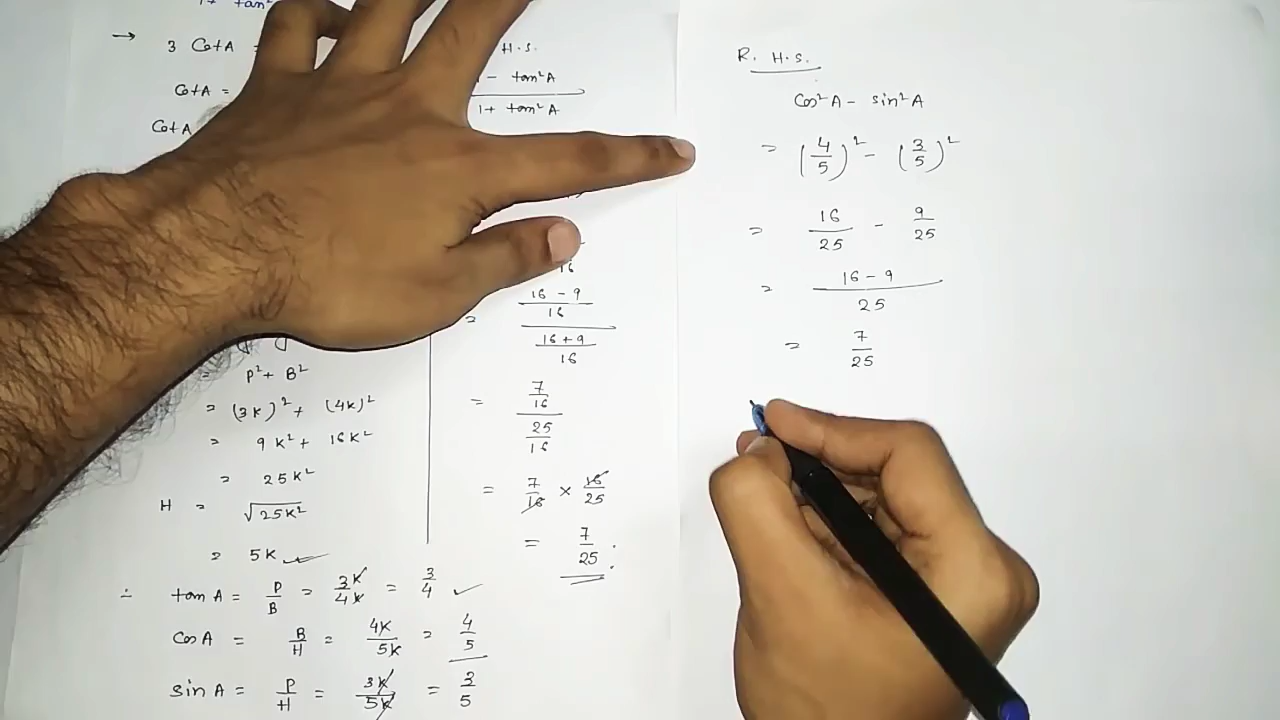 1+ tan²
→ 3 CotA =
CotA =
CotA
P² + B²
= (3K)² + (4K)²
= 9K² + 16K²
= 25K²
H = √25K²
= 5K
∴ tanA = P/B = 3K/4K = 3/4
CosA = B/H = 4K/5K = 4/5
sinA = P/H = 3K/5K = 3/5
H.S.
- tan²A
1+ tan²A
16
= 16 - 9/16
16 + 9/16
= 7/16
25/16
= 7/16 × 16/25
= 7/25
R. H.S.
Cos²A - sin²A
= (4/5)² - (3/5)²
= 16/25 - 9/25
= 16 - 9/25
= 7/25